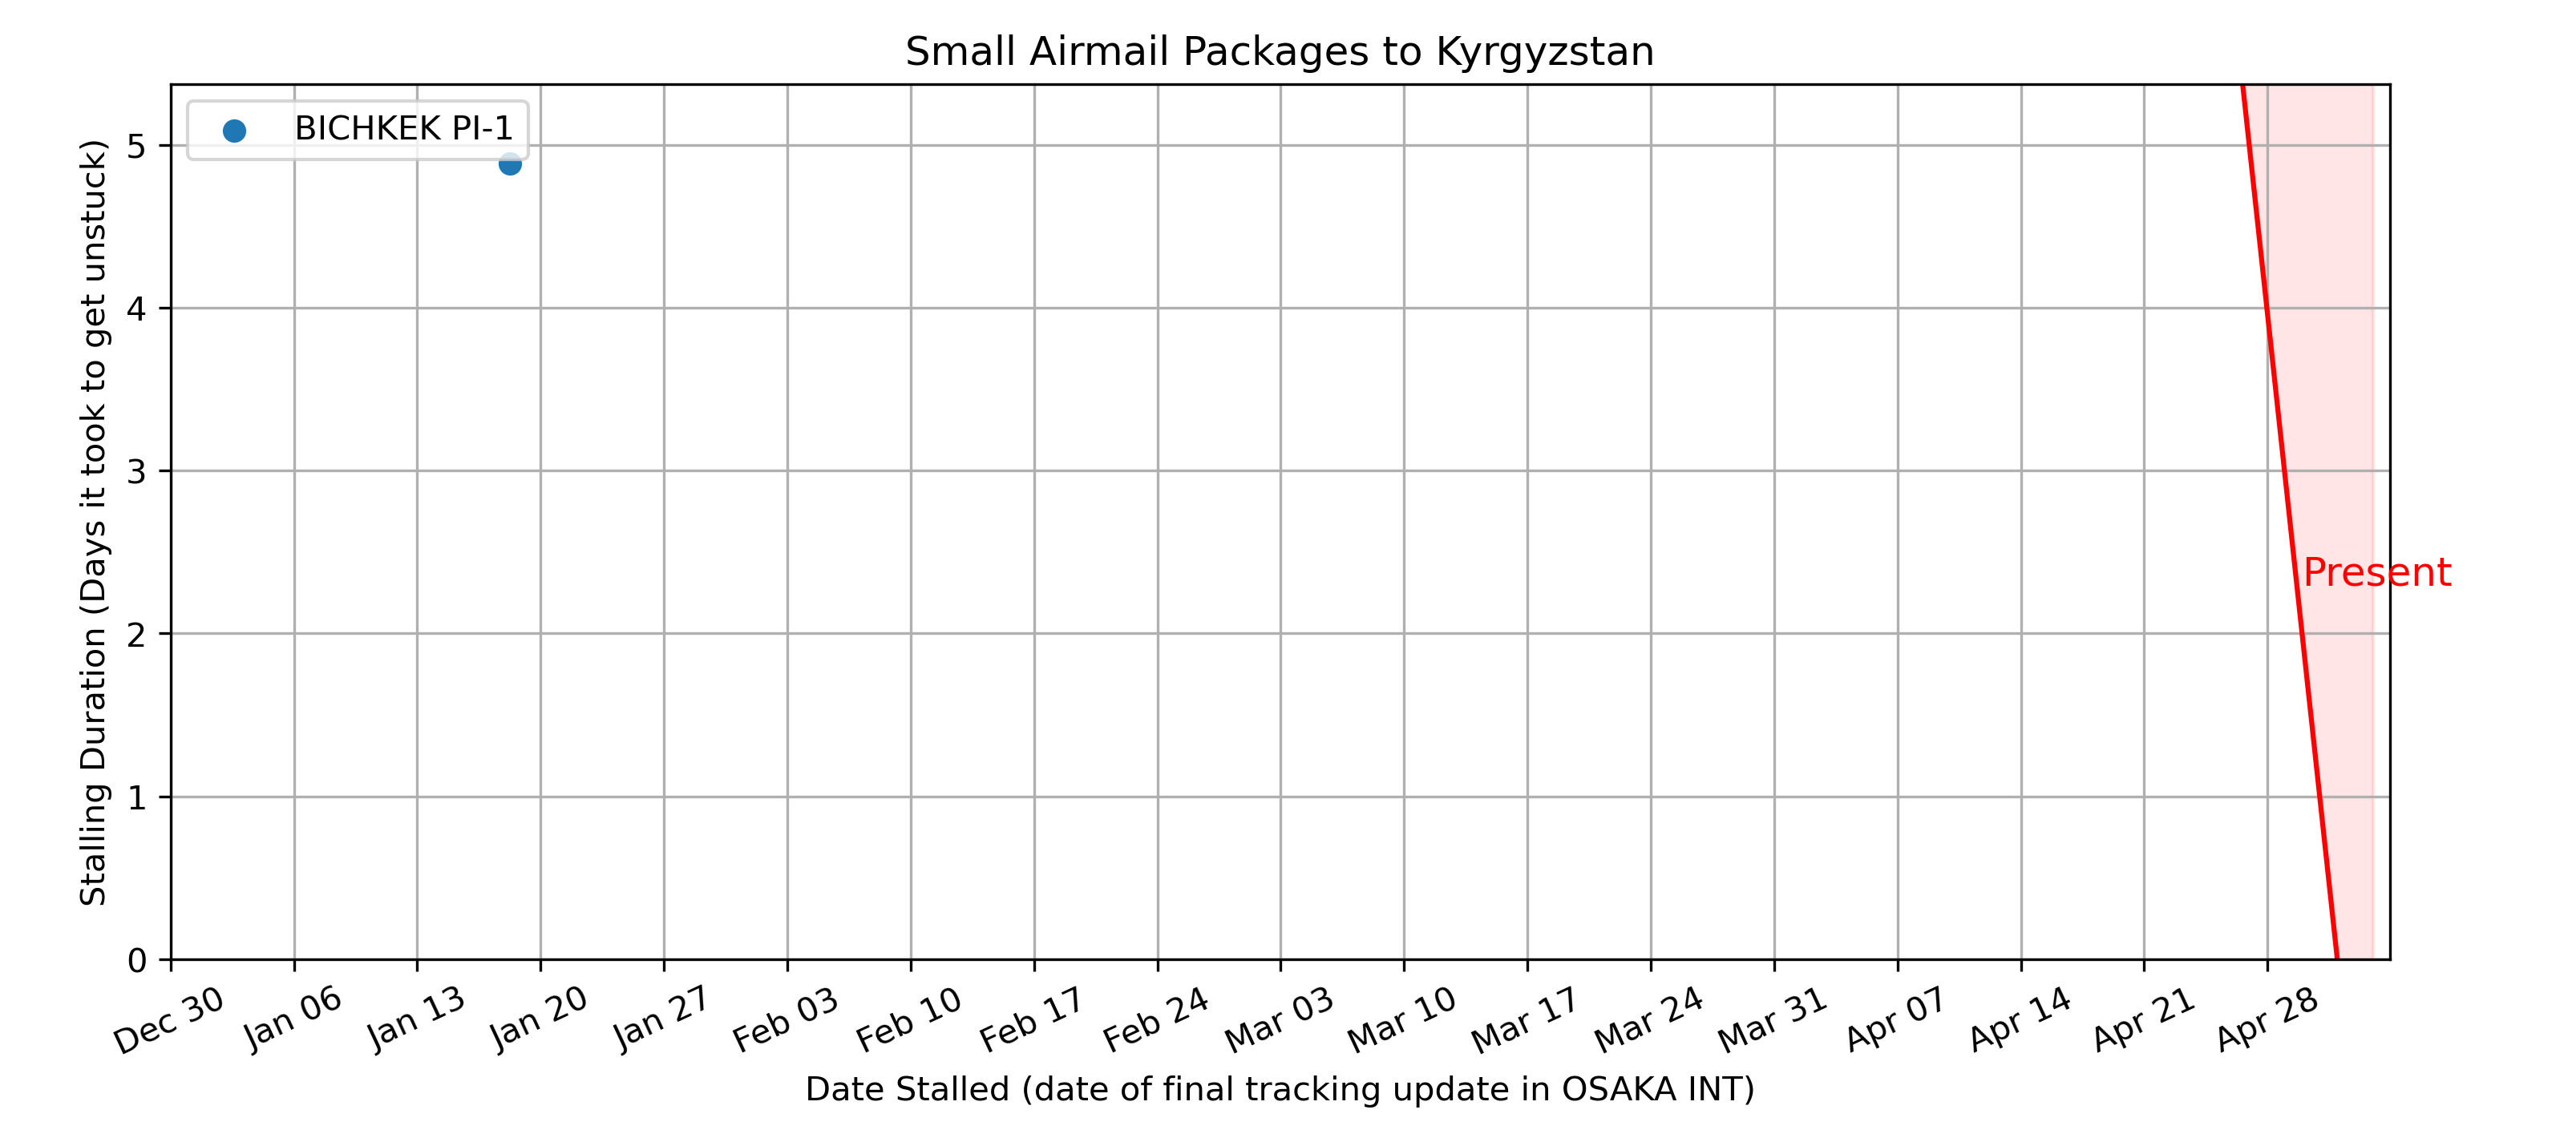 Small Airmail Packages to Kyrgyzstan
BICHKEK PI-1
Stalling Duration (Days it took to get unstuck)
5
4
3
2
1
0
Present
Dec 30
Jan 06
Jan 13
Jan 20
Jan 27
Feb 03
Feb 10
Feb 17
Feb 24
Mar 03
Mar 10
Mar 17
Mar 24
Mar 31
Apr 07
Apr 14
Apr 21
Apr 28
Date Stalled (date of final tracking update in OSAKA INT)